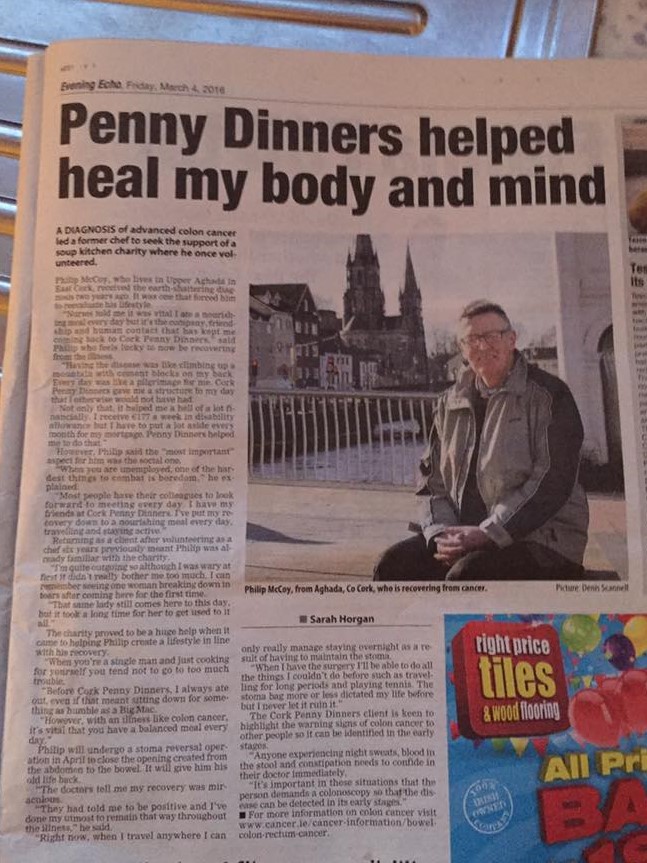 Evening Echo, Friday, March 4, 2016
Penny Dinners helped
heal my body and mind
A DIAGNOSIS of advanced colon cancer
led a former chef to seek the support of a
soup kitchen charity where he once vol-
unteered.
Philip McCoy, who lives in Upper Aghada in
East Cork, received the earth-shattering diag-
nosis two years ago. It was one that forced him
to reevaluate his lifestyle.
"Nurses told me it was vital I ate a nourish-
ing meal every day but it's the company, friend-
ship and human contact that has kept me
coming back to Cork Penny Dinners," said
Philip who feels lucky to now be recovering
from the illness.
"Having the disease was like climbing up a
mountain with cement blocks on my back.
Every day was like a pilgrimage for me. Cork
Penny Dinners gave me a structure to my day
that I otherwise would not have had.
Not only that, it helped me a hell of a lot fi-
nancially. I receive €177 a week in disability
allowance but I have to put a lot aside every
month for my mortgage. Penny Dinners helped
me to do that."
However, Philip said the "most important"
aspect for him was the social one.
"When you are unemployed, one of the har-
dest things to combat is boredom," he ex-
plained.
"Most people have their colleagues to look
forward to meeting every day. I have my
friends at Cork Penny Dinners. I've put my re-
covery down to a nourishing meal every day,
travelling and staying active."
Returning as a client after volunteering as a
chef six years previously meant Philip was al-
ready familiar with the charity.
"I'm quite outgoing so although I was wary at
first it didn't really bother me too much. I can
remember seeing one woman breaking down in
tears after coming here for the first time.
"That same lady still comes here to this day,
but it took a long time for her to get used to it
all."
The charity proved to be a huge help when it
came to helping Philip create a lifestyle in line
with his recovery.
"When you're a single man and just cooking
for yourself you tend not to go to too much
trouble.
"Before Cork Penny Dinners, I always ate
out, even if that meant sitting down for some-
thing as humble as a Big Mac.
"However, with an illness like colon cancer,
it's vital that you have a balanced meal every
day."
Philip will undergo a stoma reversal oper-
ation in April to close the opening created from
the abdomen to the bowel. It will give him his
old life back.
"The doctors tell me my recovery was mir-
aculous.
"They had told me to be positive and I've
done my utmost to remain that way throughout
the illness," he said.
"Right now, when I travel anywhere I can
Philip McCoy, from Aghada, Co Cork, who is recovering from cancer.
Picture: Denis Scannell
■ Sarah Horgan
only really manage staying overnight as a re-
sult of having to maintain the stoma.
"When I have the surgery I'll be able to do all
the things I couldn't do before such as travel-
ling for long periods and playing tennis. The
stoma bag more or less dictated my life before
but I never let it ruin it."
The Cork Penny Dinners client is keen to
highlight the warning signs of colon cancer to
other people so it can be identified in the early
stages.
"Anyone experiencing night sweats, blood in
the stool and constipation needs to confide in
their doctor immediately.
"It's important in these situations that the
person demands a colonoscopy so that the dis-
ease can be detected in its early stages."
■ For more information on colon cancer visit
www.cancer.ie/cancer-information/bowel-
colon-rectum-cancer.
right price
tiles
& wood flooring
100%
IRISH
OWNED
COMPANY
All Pri
BA